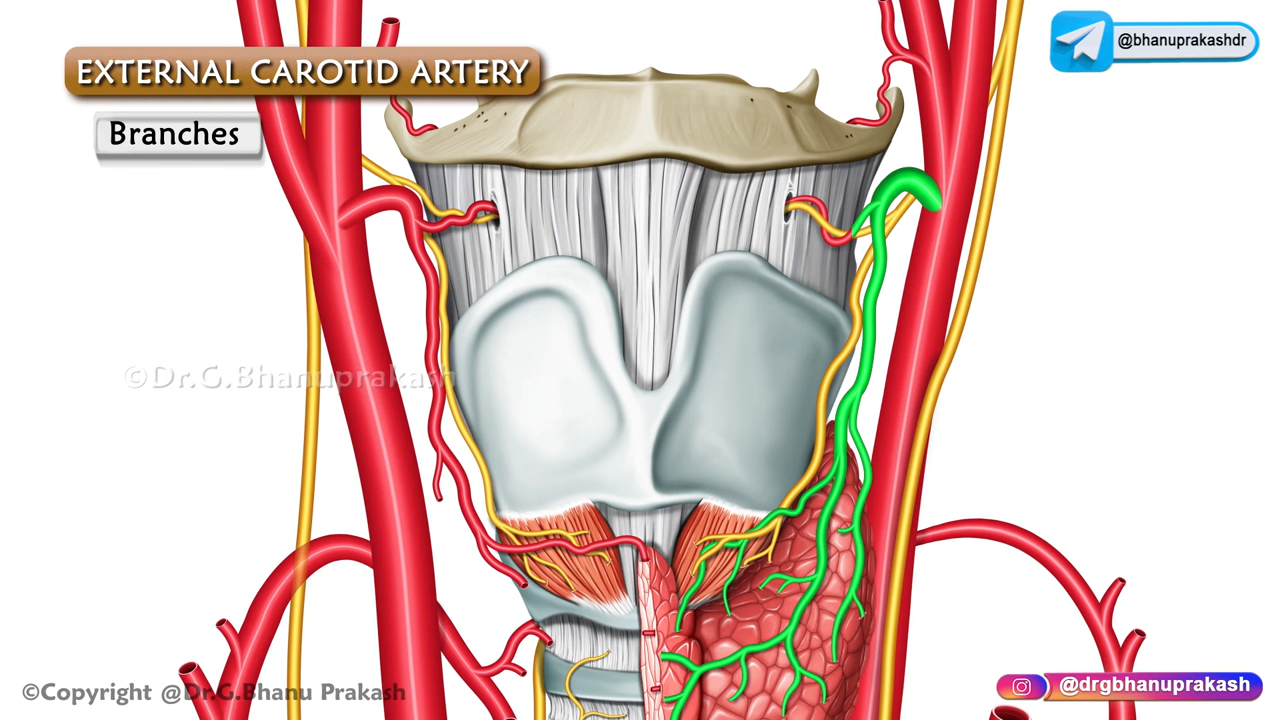 EXTERNAL CAROTID ARTERY
Branches
@bhanuprakashdr
©Dr.G.Bhanuprakash
©Copyright @Dr.G.Bhanu Prakash
@drgbhanuprakash